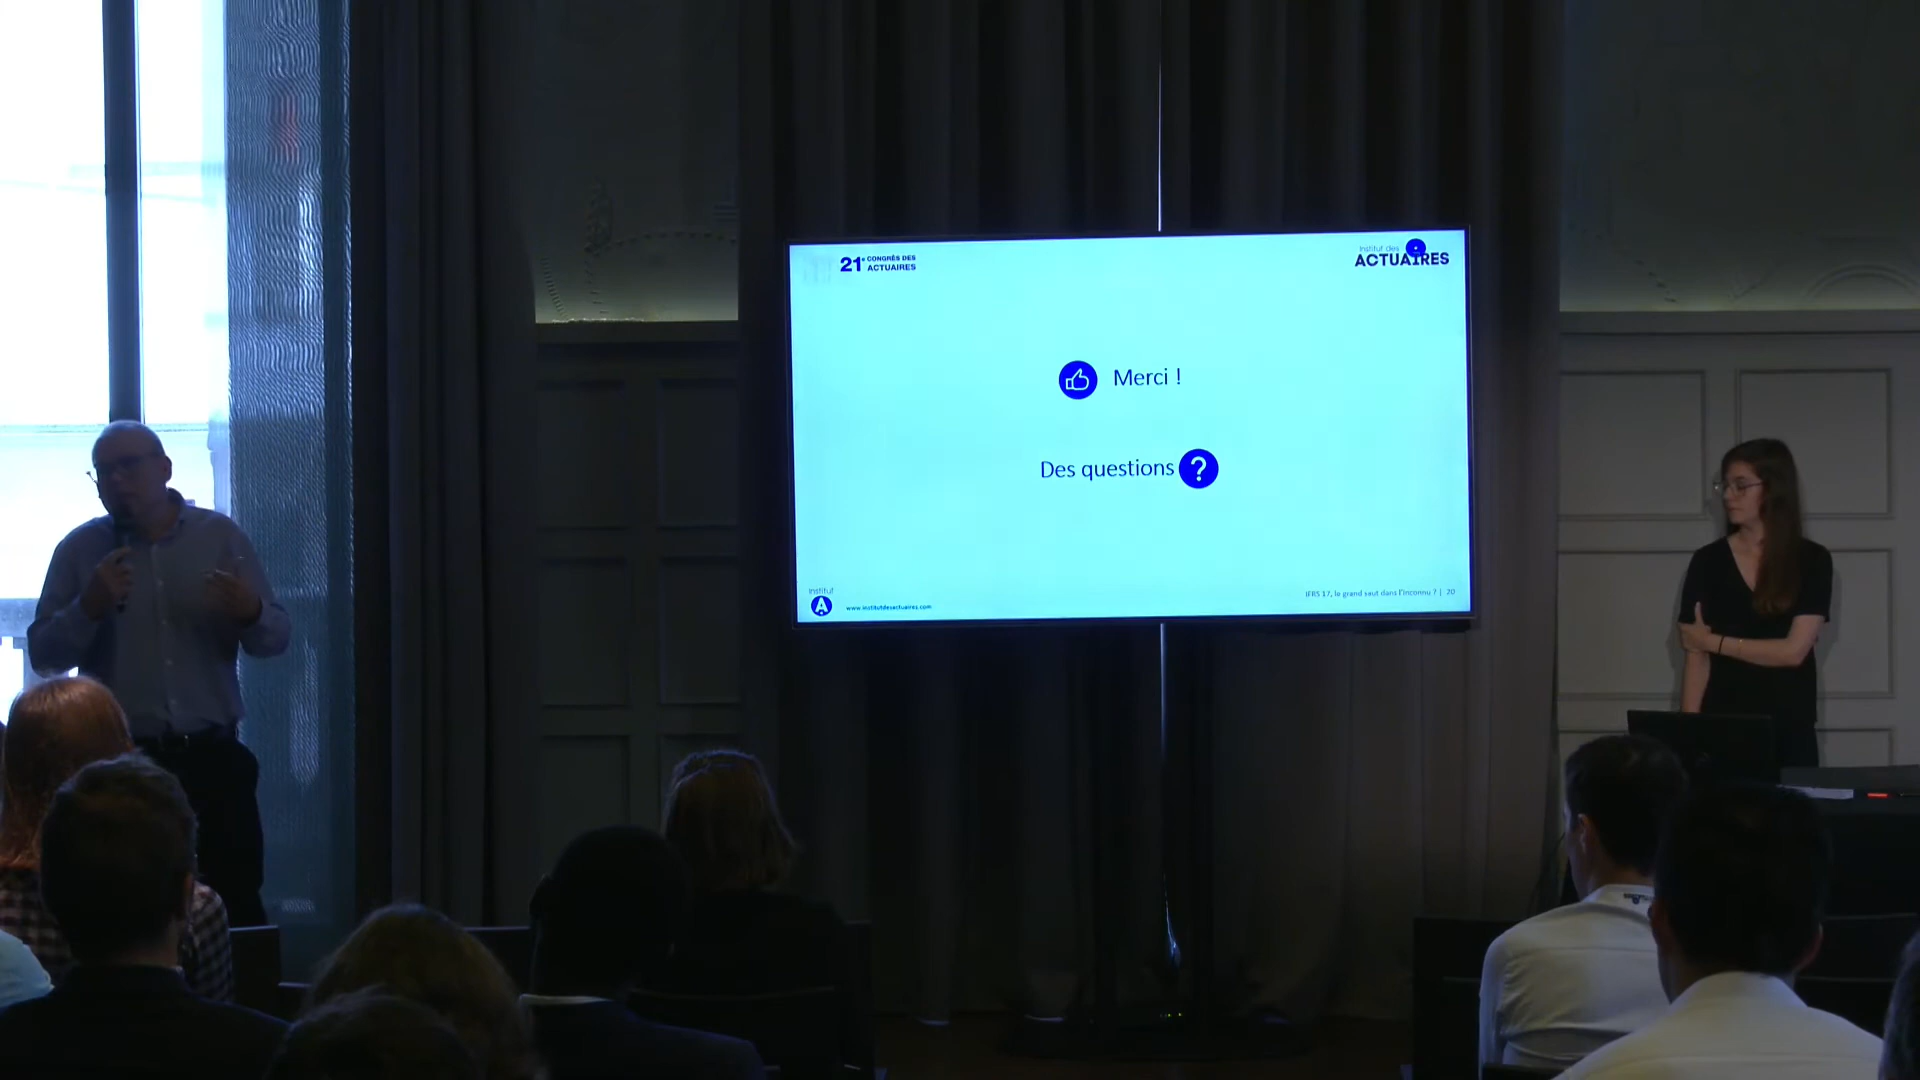 21e CONGRÈS DES
ACTUAIRES
Institut des
ACTUAIRES
Merci !
Des questions ?
Institut
A
www.institutdesactuaires.com
IFRS 17, le grand saut dans l'inconnu ? | 20